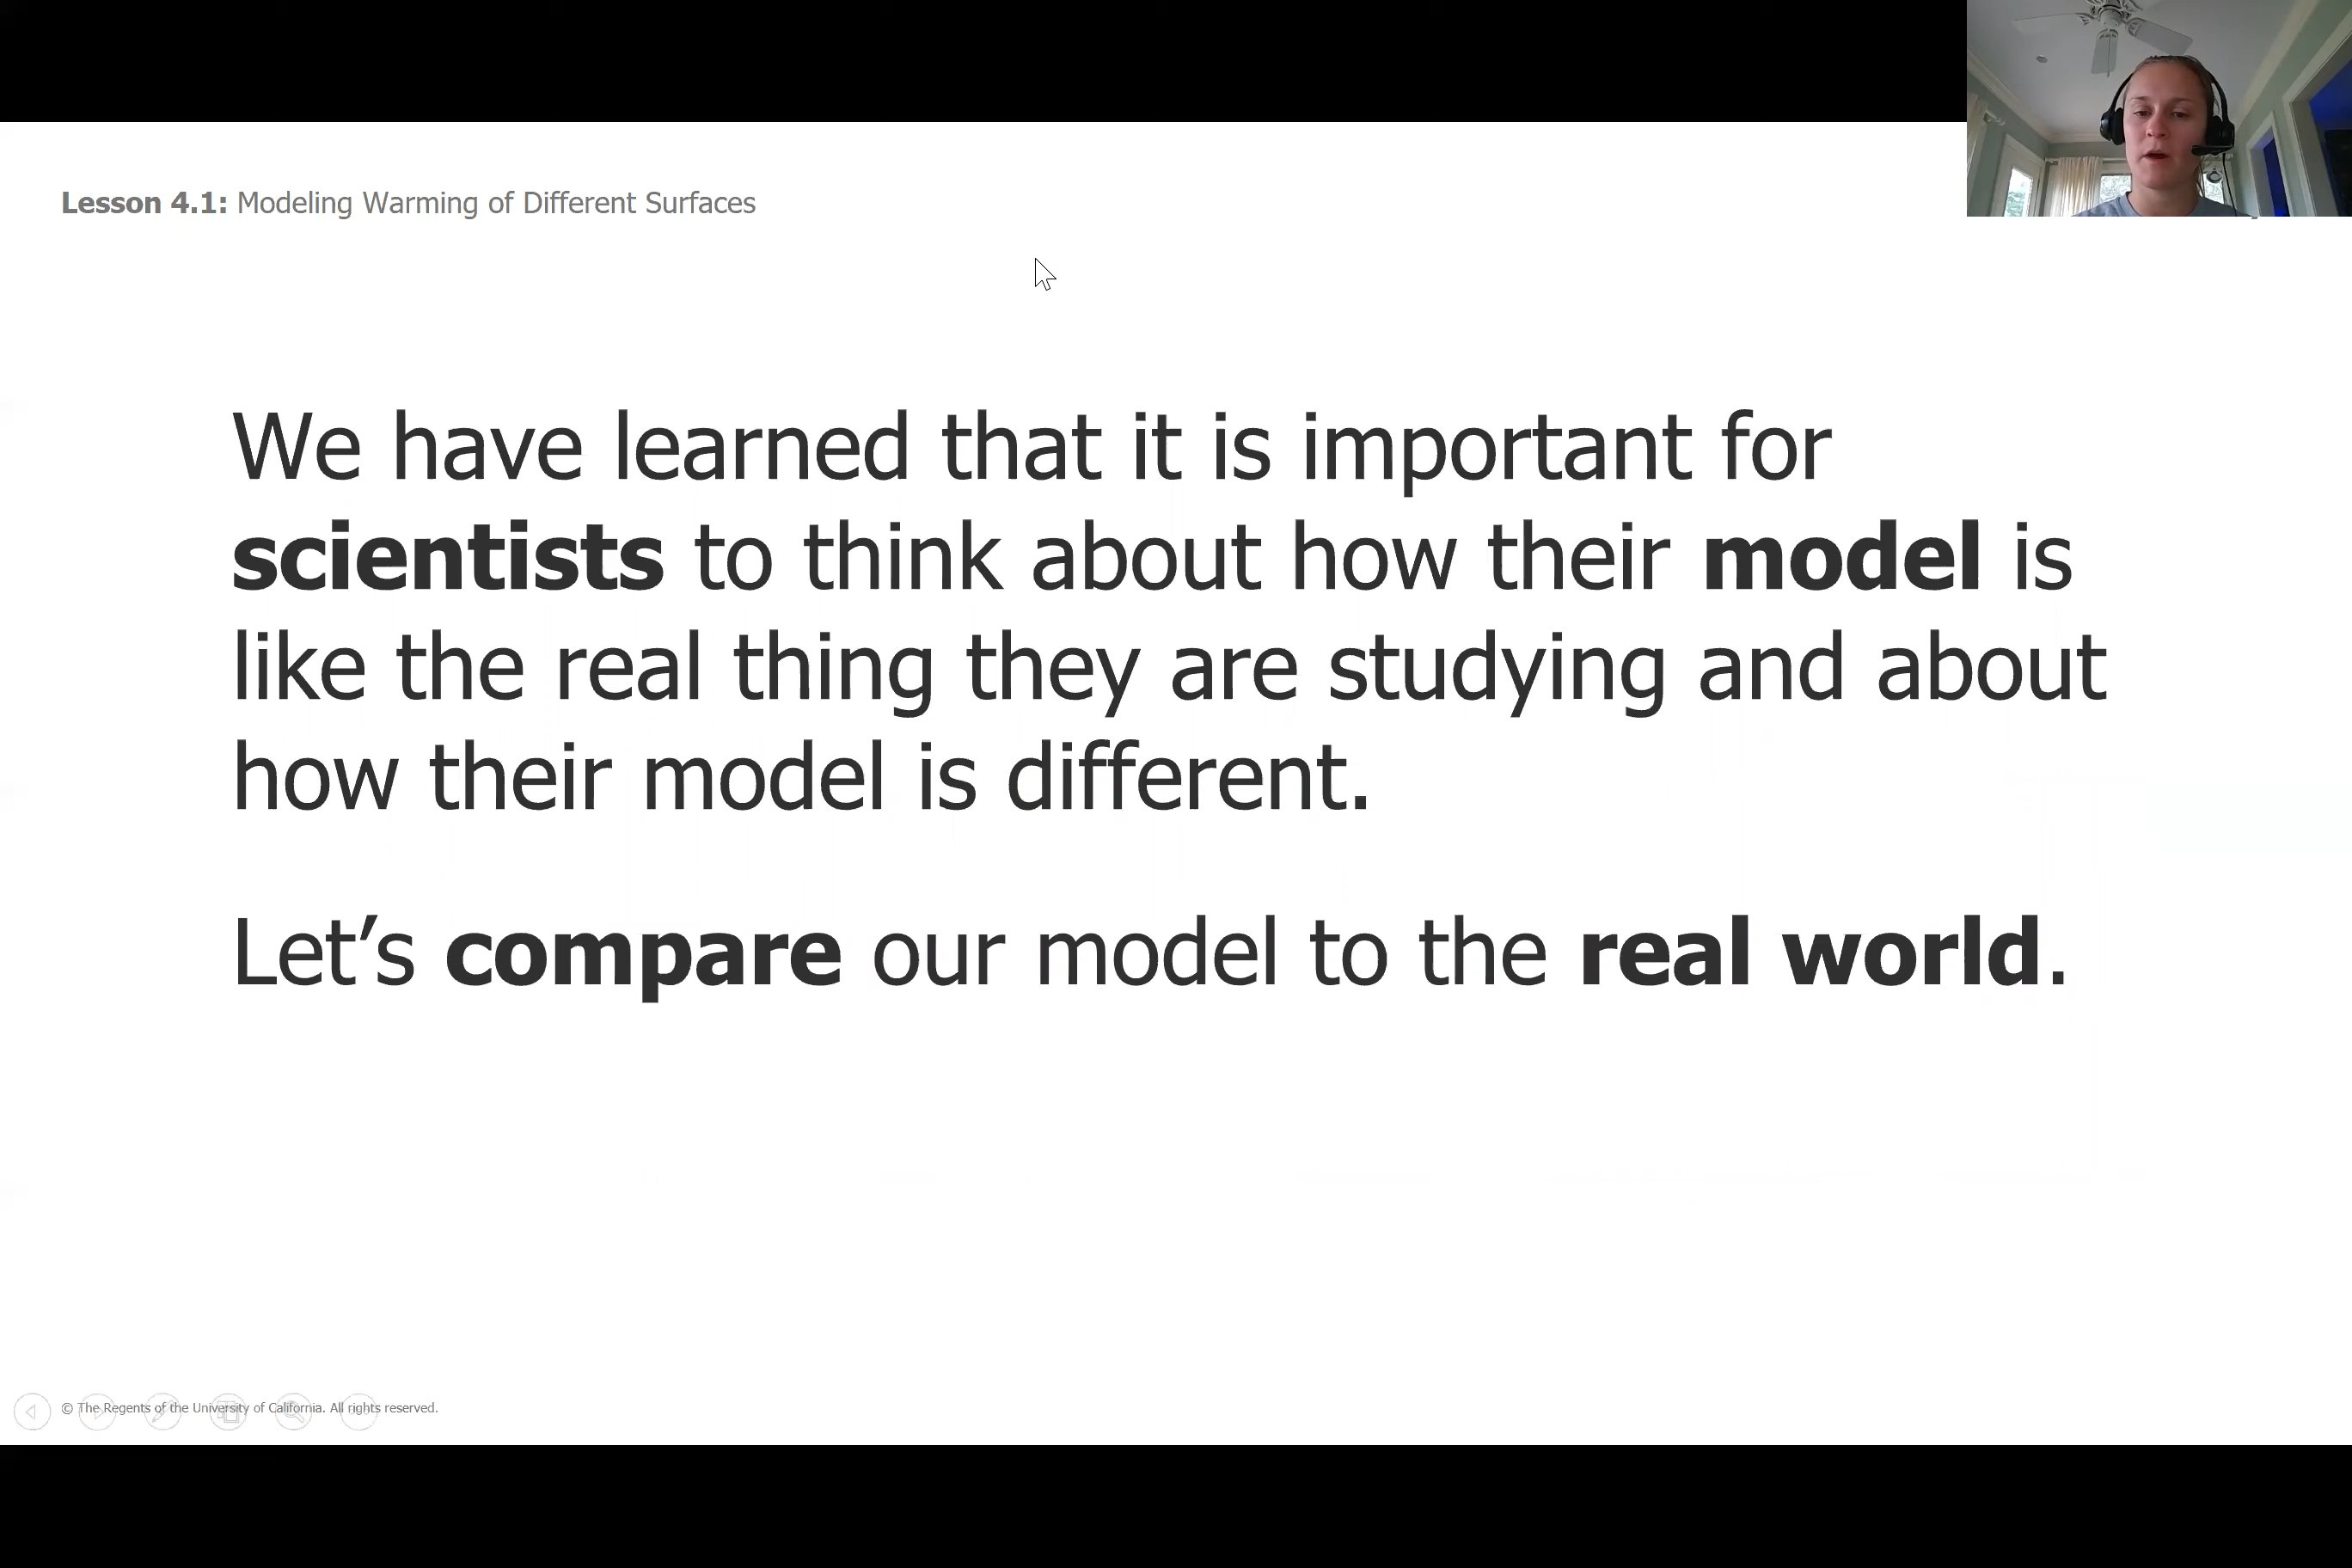 Lesson 4.1: Modeling Warming of Different Surfaces
We have learned that it is important for
scientists to think about how their model is
like the real thing they are studying and about
how their model is different.
Let’s compare our model to the real world.
© The Regents of the University of California. All rights reserved.